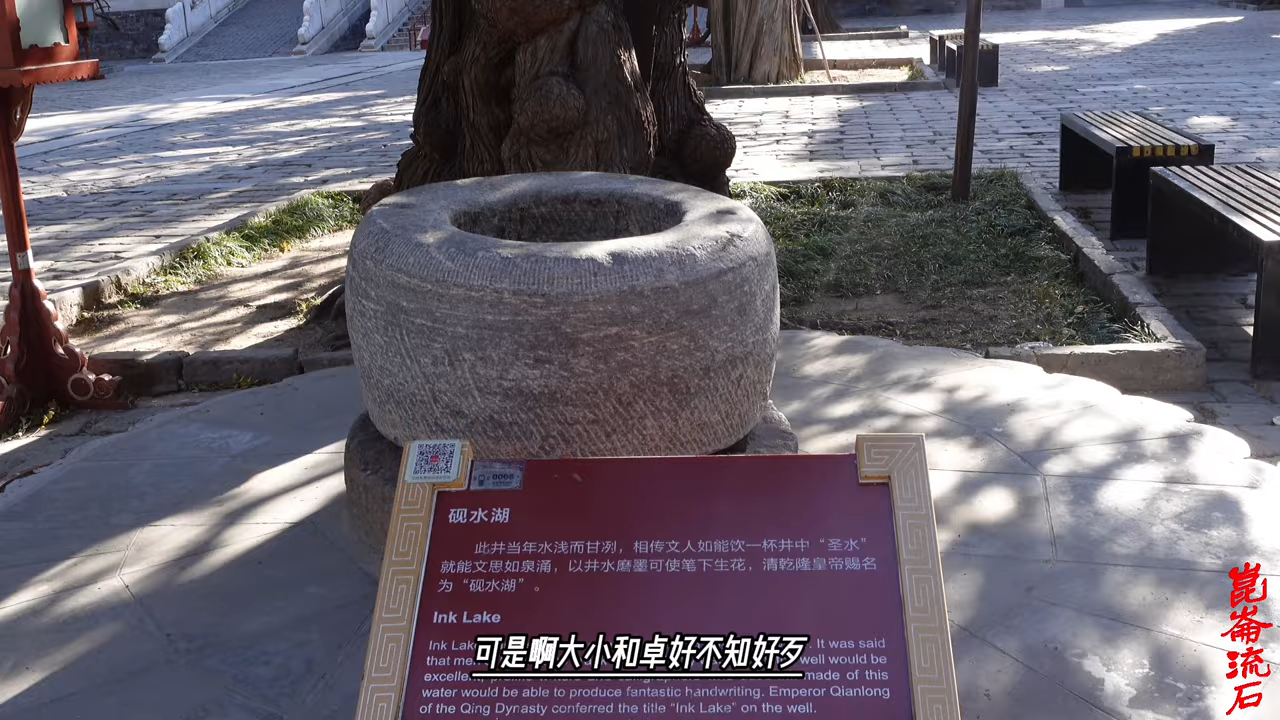 砚水湖
此井当年水浅而甘冽，相传文人如能饮一杯井中“圣水”
就能文思如泉涌，以井水磨墨可使笔下生花，清乾隆皇帝赐名
为“砚水湖”。
Ink Lake
Ink Lake . It was said
that well would be
made of this
water would be able to produce fantastic handwriting. Emperor Qianlong
of the Qing Dynasty conferred the title “Ink Lake” on the well.
可是啊大小和卓好不知好歹
崑崙流石